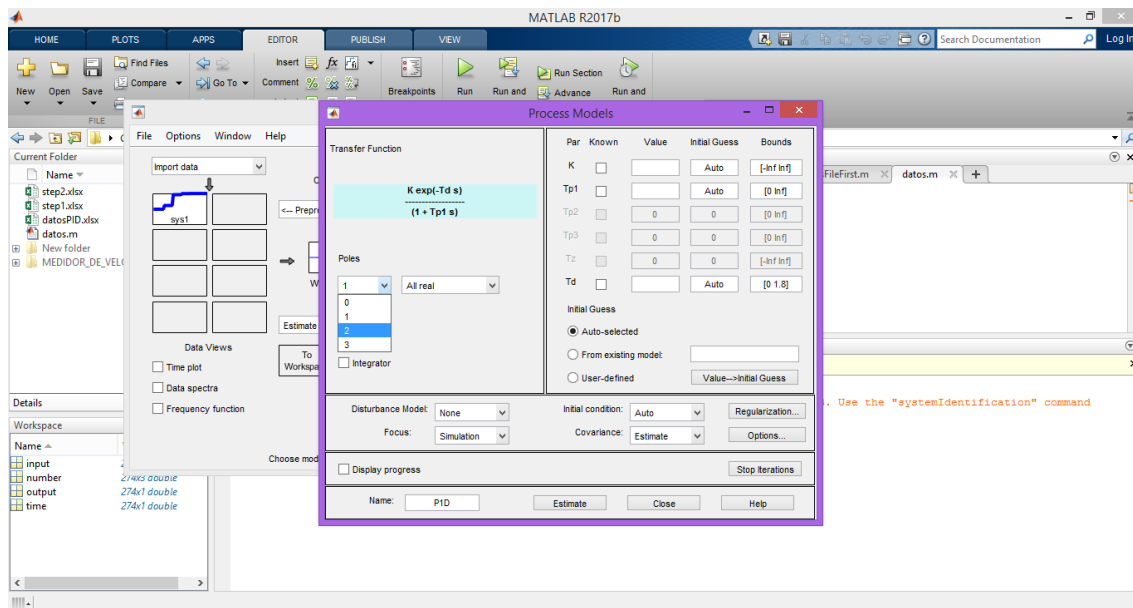 MATLAB R2017b
HOME PLOTS APPS EDITOR PUBLISH VIEW
Search Documentation
Log In
New Open Save
Find Files
Compare
Go To
Insert fx
Comment
Breakpoints
Run
Run and
Run Section
Advance
Run and
FILE
Current Folder
Name
step2.xlsx
step1.xlsx
datosPID.xlsx
datos.m
New folder
MEDIDOR_DE_VEL
Details
Workspace
Name
input
number 274x3 double
output 274x1 double
time 274x1 double
File Options Window Help
Import data
sys1
<-- Prepr
Estimate
Data Views
To
Workspa
Time plot
Data spectra
Frequency function
Choose mod
Process Models
Transfer Function
K exp(-Td s)
------------------
(1 + Tp1 s)
Poles
1 All real
0
1
2
3
Integrator
Par Known Value Initial Guess Bounds
K Auto [-Inf Inf]
Tp1 Auto [0 Inf]
Tp2 0 0 [0 Inf]
Tp3 0 0 [0 Inf]
Tz 0 0 [-Inf Inf]
Td Auto [0 1.8]
Initial Guess
Auto-selected
From existing model:
User-defined Value-->Initial Guess
Disturbance Model: None Initial condition: Auto Regularization...
Focus: Simulation Covariance: Estimate Options...
Display progress Stop Iterations
Name: P1D Estimate Close Help
sFileFirst.m datos.m
. Use the "systemIdentification" command